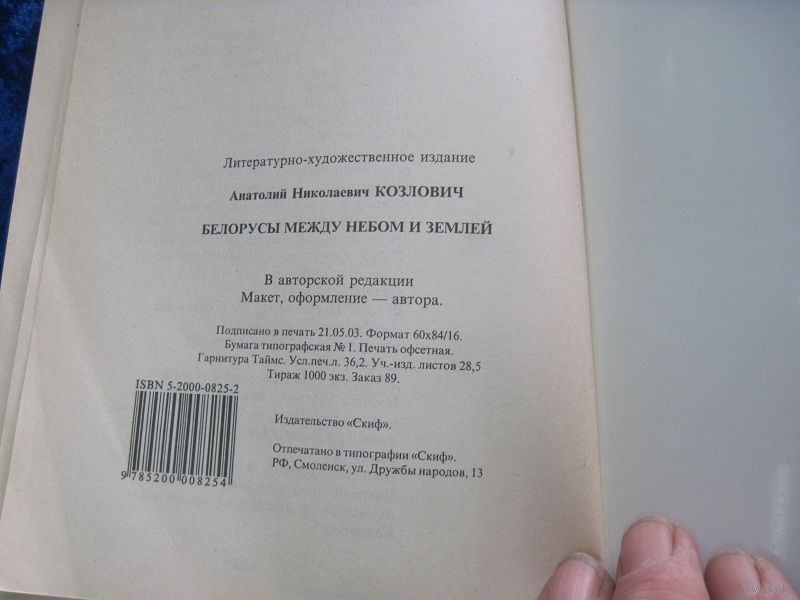 Литературно-художественное издание
Анатолий Николаевич КОЗЛОВИЧ
БЕЛОРУСЫ МЕЖДУ НЕБОМ И ЗЕМЛЕЙ
В авторской редакции
Макет, оформление — автора.
Подписано в печать 21.05.03. Формат 60х84/16.
Бумага типографская № 1. Печать офсетная.
Гарнитура Таймс. Усл.печ.л. 36,2. Уч.-изд. листов 28,5
Тираж 1000 экз. Заказ 89.
ISBN 5-2000-0825-2
9 785200 008254
Издательство «Скиф».
Отпечатано в типографии «Скиф».
РФ, Смоленск, ул. Дружбы народов, 13